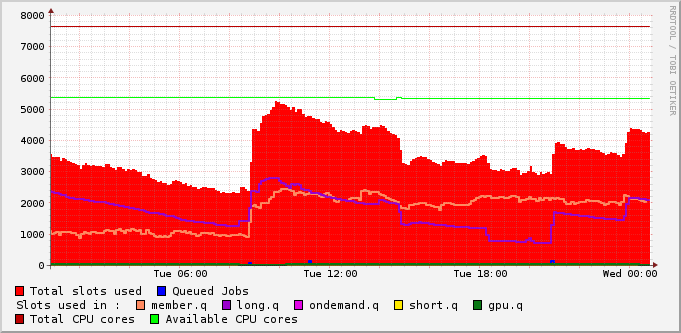 8000
7000
6000
5000
4000
3000
2000
1000
0
Tue 06:00 Tue 12:00 Tue 18:00 Wed 00:00
RRDTOOL / TOBI OETIKER
Total slots used Queued Jobs
Slots used in : member.q long.q ondemand.q short.q gpu.q
Total CPU cores Available CPU cores